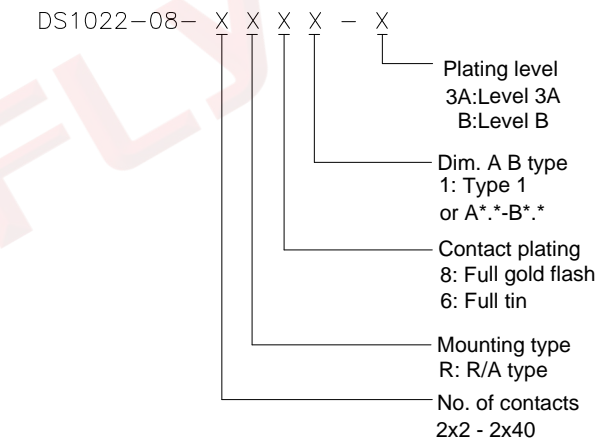 DS1022-08- X X X X - X
Plating level
3A:Level 3A
B:Level B
Dim. A B type
1: Type 1
or A*.*-B*.*
Contact plating
8: Full gold flash
6: Full tin
Mounting type
R: R/A type
No. of contacts
2x2 - 2x40